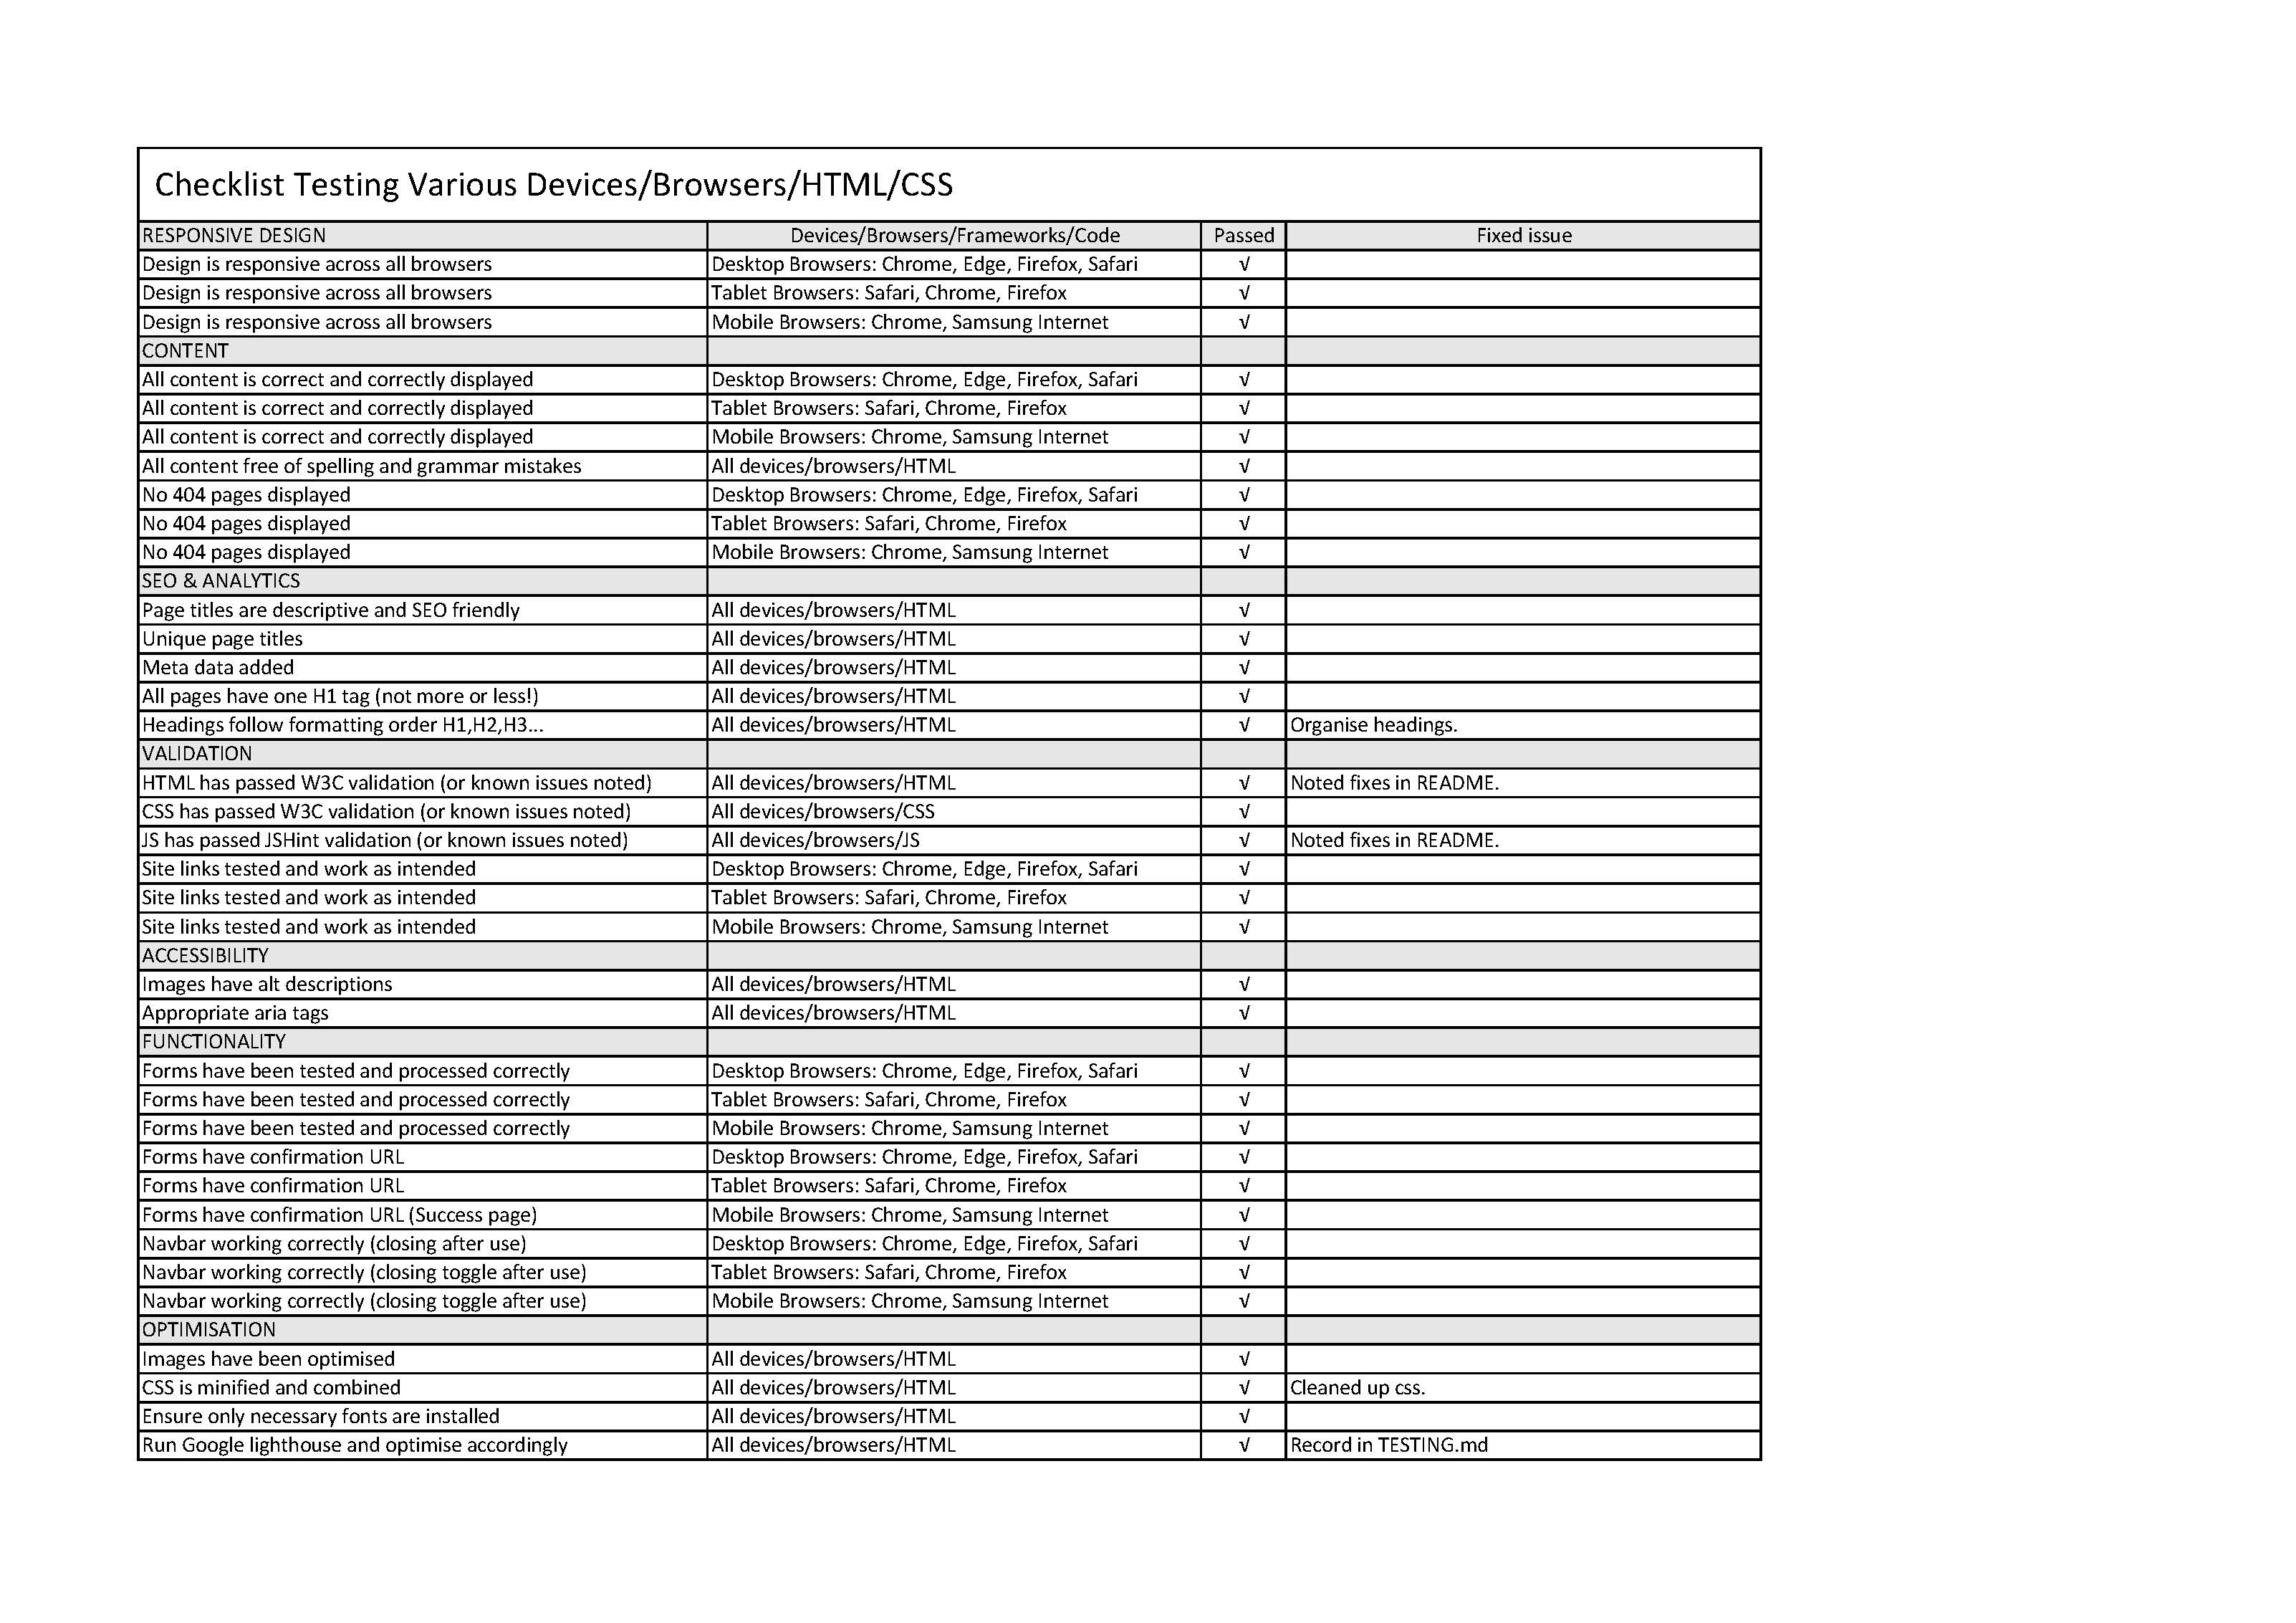 Checklist Testing Various Devices/Browsers/HTML/CSS
RESPONSIVE DESIGN Devices/Browsers/Frameworks/Code Passed Fixed issue
Design is responsive across all browsers Desktop Browsers: Chrome, Edge, Firefox, Safari √
Design is responsive across all browsers Tablet Browsers: Safari, Chrome, Firefox √
Design is responsive across all browsers Mobile Browsers: Chrome, Samsung Internet √
CONTENT
All content is correct and correctly displayed Desktop Browsers: Chrome, Edge, Firefox, Safari √
All content is correct and correctly displayed Tablet Browsers: Safari, Chrome, Firefox √
All content is correct and correctly displayed Mobile Browsers: Chrome, Samsung Internet √
All content free of spelling and grammar mistakes All devices/browsers/HTML √
No 404 pages displayed Desktop Browsers: Chrome, Edge, Firefox, Safari √
No 404 pages displayed Tablet Browsers: Safari, Chrome, Firefox √
No 404 pages displayed Mobile Browsers: Chrome, Samsung Internet √
SEO & ANALYTICS
Page titles are descriptive and SEO friendly All devices/browsers/HTML √
Unique page titles All devices/browsers/HTML √
Meta data added All devices/browsers/HTML √
All pages have one H1 tag (not more or less!) All devices/browsers/HTML √
Headings follow formatting order H1,H2,H3... All devices/browsers/HTML √ Organise headings.
VALIDATION
HTML has passed W3C validation (or known issues noted) All devices/browsers/HTML √ Noted fixes in README.
CSS has passed W3C validation (or known issues noted) All devices/browsers/CSS √
JS has passed JSHint validation (or known issues noted) All devices/browsers/JS √ Noted fixes in README.
Site links tested and work as intended Desktop Browsers: Chrome, Edge, Firefox, Safari √
Site links tested and work as intended Tablet Browsers: Safari, Chrome, Firefox √
Site links tested and work as intended Mobile Browsers: Chrome, Samsung Internet √
ACCESSIBILITY
Images have alt descriptions All devices/browsers/HTML √
Appropriate aria tags All devices/browsers/HTML √
FUNCTIONALITY
Forms have been tested and processed correctly Desktop Browsers: Chrome, Edge, Firefox, Safari √
Forms have been tested and processed correctly Tablet Browsers: Safari, Chrome, Firefox √
Forms have been tested and processed correctly Mobile Browsers: Chrome, Samsung Internet √
Forms have confirmation URL Desktop Browsers: Chrome, Edge, Firefox, Safari √
Forms have confirmation URL Tablet Browsers: Safari, Chrome, Firefox √
Forms have confirmation URL (Success page) Mobile Browsers: Chrome, Samsung Internet √
Navbar working correctly (closing after use) Desktop Browsers: Chrome, Edge, Firefox, Safari √
Navbar working correctly (closing toggle after use) Tablet Browsers: Safari, Chrome, Firefox √
Navbar working correctly (closing toggle after use) Mobile Browsers: Chrome, Samsung Internet √
OPTIMISATION
Images have been optimised All devices/browsers/HTML √
CSS is minified and combined All devices/browsers/HTML √ Cleaned up css.
Ensure only necessary fonts are installed All devices/browsers/HTML √
Run Google lighthouse and optimise accordingly All devices/browsers/HTML √ Record in TESTING.md